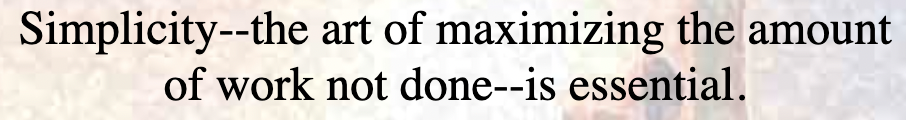 Simplicity--the art of maximizing the amount
of work not done--is essential.